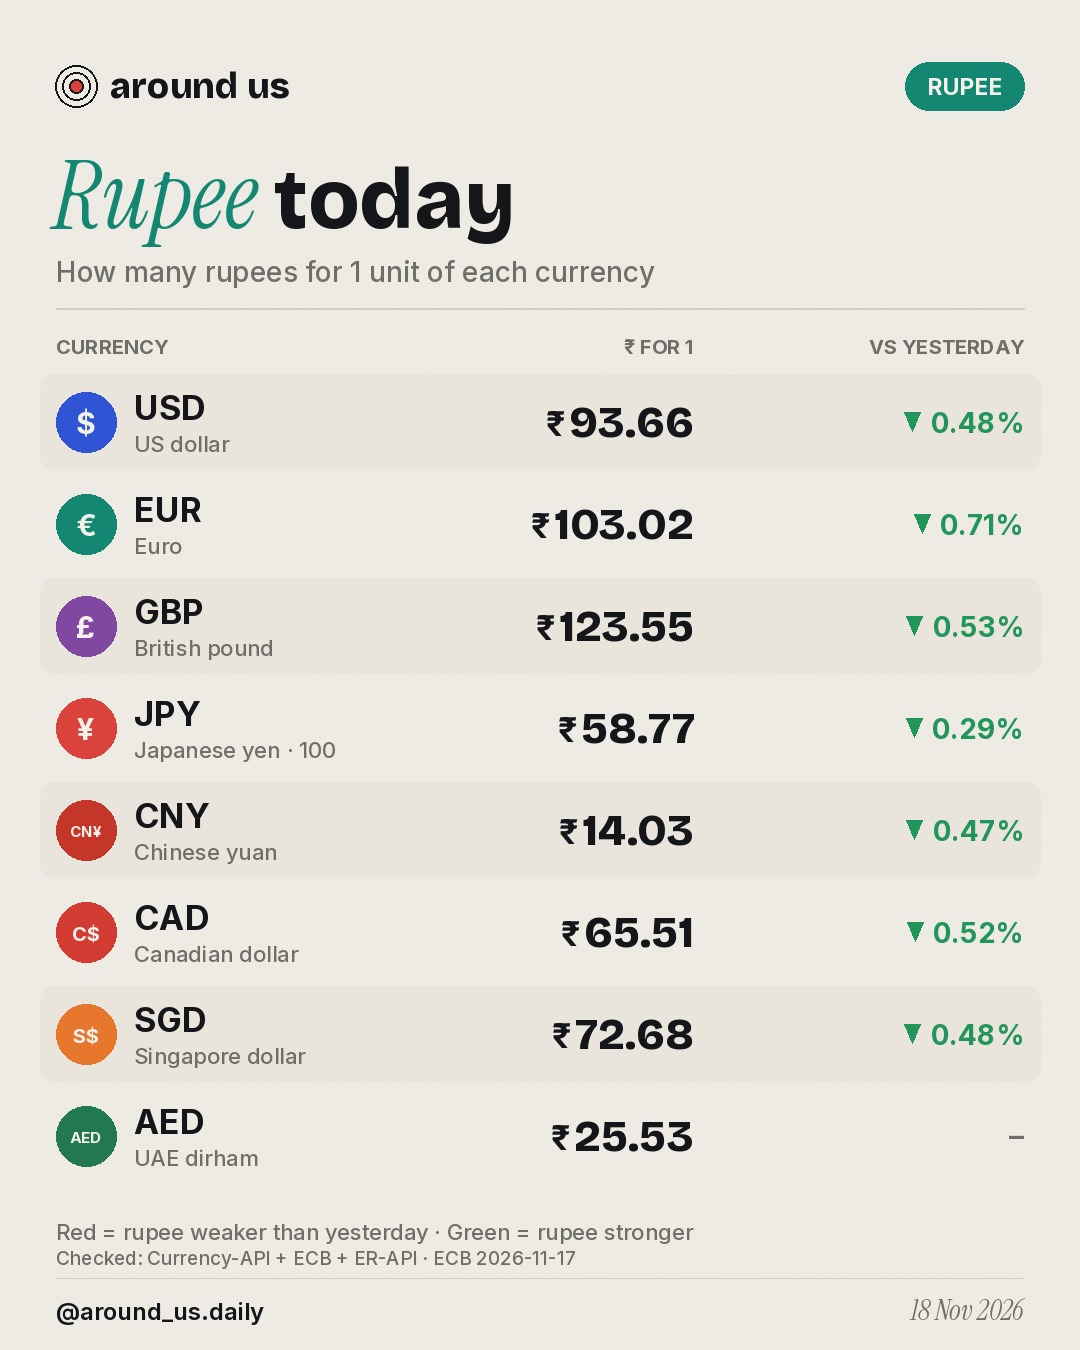 around us
RUPEE
Rupee today
How many rupees for 1 unit of each currency
CURRENCY ₹ FOR 1 VS YESTERDAY
$ USD ₹93.66 ▼ 0.48%
US dollar
€ EUR ₹103.02 ▼ 0.71%
Euro
£ GBP ₹123.55 ▼ 0.53%
British pound
¥ JPY ₹58.77 ▼ 0.29%
Japanese yen · 100
CN¥ CNY ₹14.03 ▼ 0.47%
Chinese yuan
C$ CAD ₹65.51 ▼ 0.52%
Canadian dollar
S$ SGD ₹72.68 ▼ 0.48%
Singapore dollar
AED AED ₹25.53 –
UAE dirham
Red = rupee weaker than yesterday · Green = rupee stronger
Checked: Currency-API + ECB + ER-API · ECB 2026-11-17
@around_us.daily 18 Nov 2026